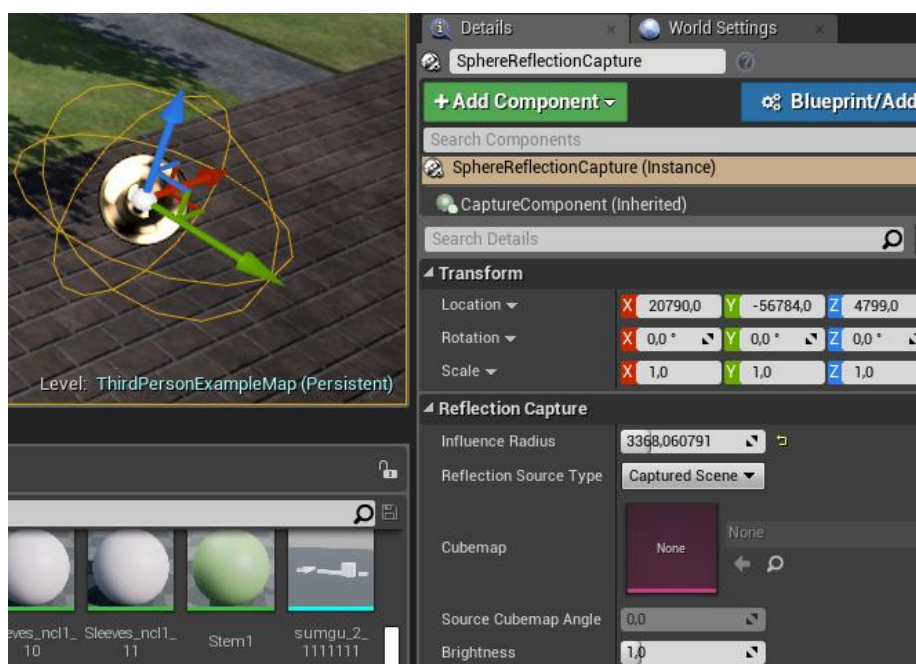 Details
World Settings
SphereReflectionCapture
+Add Component
Blueprint/Add
Search Components
SphereReflectionCapture (Instance)
CaptureComponent (Inherited)
Search Details
Transform
Location X 20790,0 Y -56784,0 Z 4799,0
Rotation X 0,0 ° Y 0,0 ° Z 0,0 °
Scale X 1,0 Y 1,0 Z 1,0
Level: ThirdPersonExampleMap (Persistent)
Reflection Capture
Influence Radius 3368,060791
Reflection Source Type Captured Scene
Cubemap None None
Source Cubemap Angle 0,0
Brightness 1,0
eves_ncl1_
10
Sleeves_ncl1_
11
Stem1
sumgu_2_
1111111